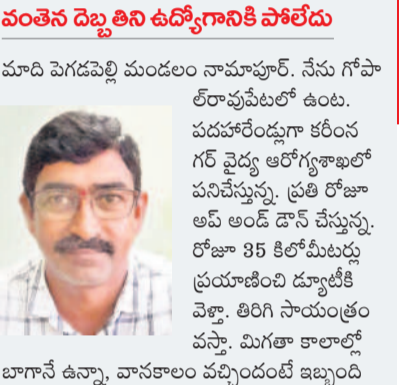 వంతెన దెబ్బతిని ఉద్యోగానికి పోలేదు
మాది పెగడపెల్లి మండలం నామాపూర్. నేను గోపా
ల్‌రావుపేటలో ఉంట.
పదహారేండ్లుగా కరీంన
గర్ వైద్య ఆరోగ్యశాఖలో
పనిచేస్తున్న. ప్రతి రోజూ
అప్ అండ్ డౌన్ చేస్తున్న.
రోజూ 35 కిలోమీటర్లు
ప్రయాణించి డ్యూటీకి
వెళ్తా. తిరిగి సాయంత్రం
వస్తా. మిగతా కాలాల్లో
బాగానే ఉన్నా, వానకాలం వచ్చిందంటే ఇబ్బంది